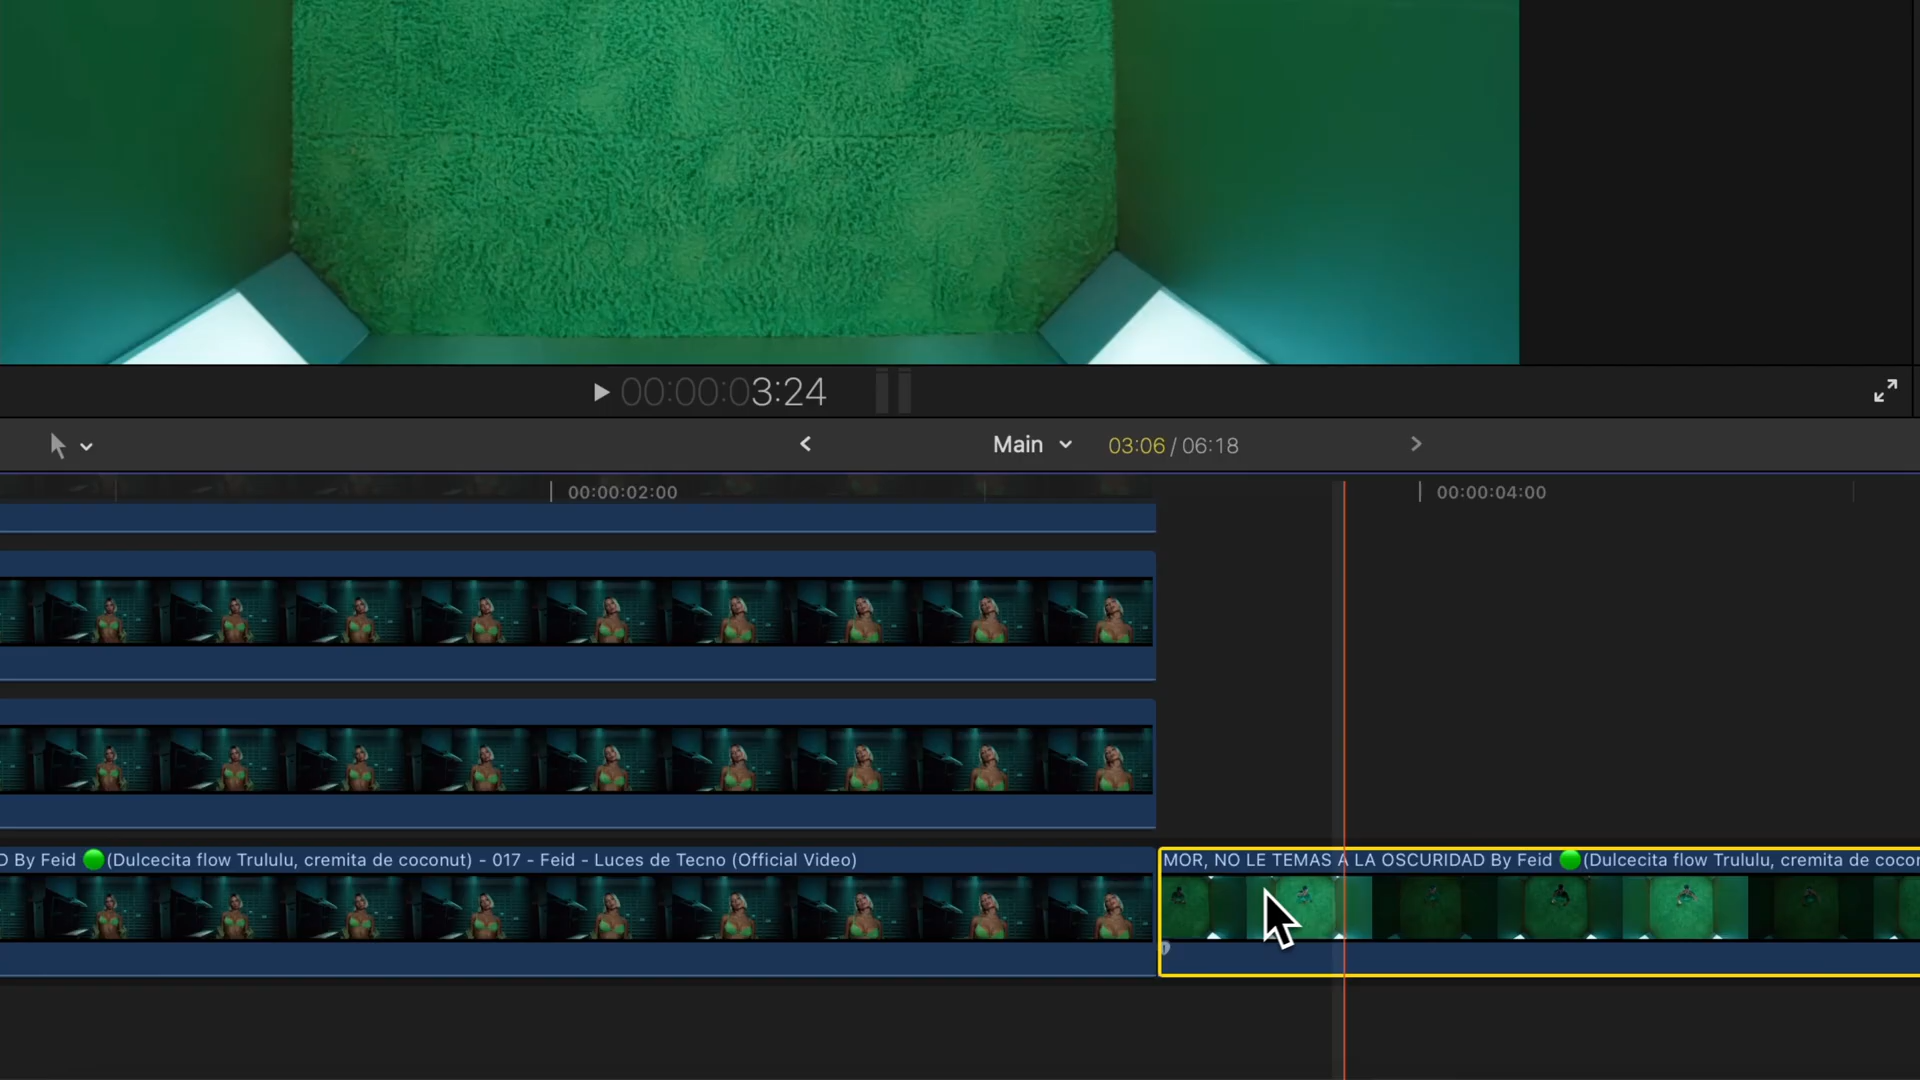 00:00:03:24
Main 03:06 / 06:18
00:00:02:00 00:00:04:00
D By Feid 🟢(Dulcecita flow Trululu, cremita de coconut) - 017 - Feid - Luces de Tecno (Official Video)
MOR, NO LE TEMAS A LA OSCURIDAD By Feid 🟢(Dulcecita flow Trululu, cremita de cocon